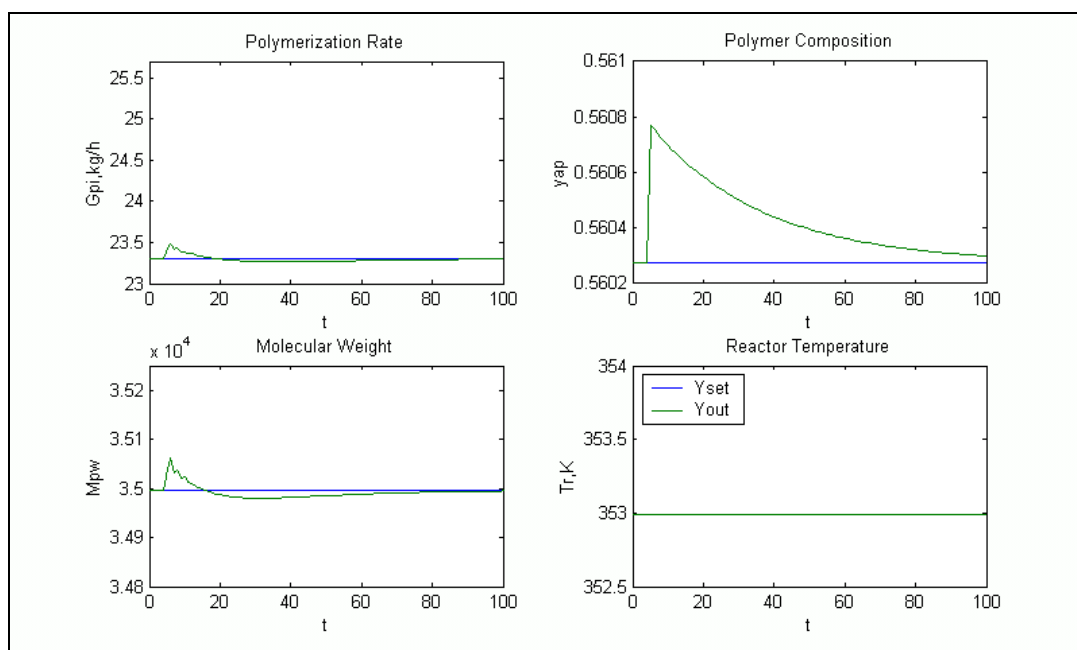 Polymerization Rate
25.5
25
24.5
24
23.5
23
Gpi,kg/h
0 20 40 60 80 100
t
Polymer Composition
0.561
0.5608
0.5606
0.5604
0.5602
yap
0 20 40 60 80 100
t
x 10^4
Molecular Weight
3.52
3.51
3.5
3.49
3.48
Mpw
0 20 40 60 80 100
t
Reactor Temperature
354
353.5
353
352.5
Tr,K
Yset
Yout
0 20 40 60 80 100
t